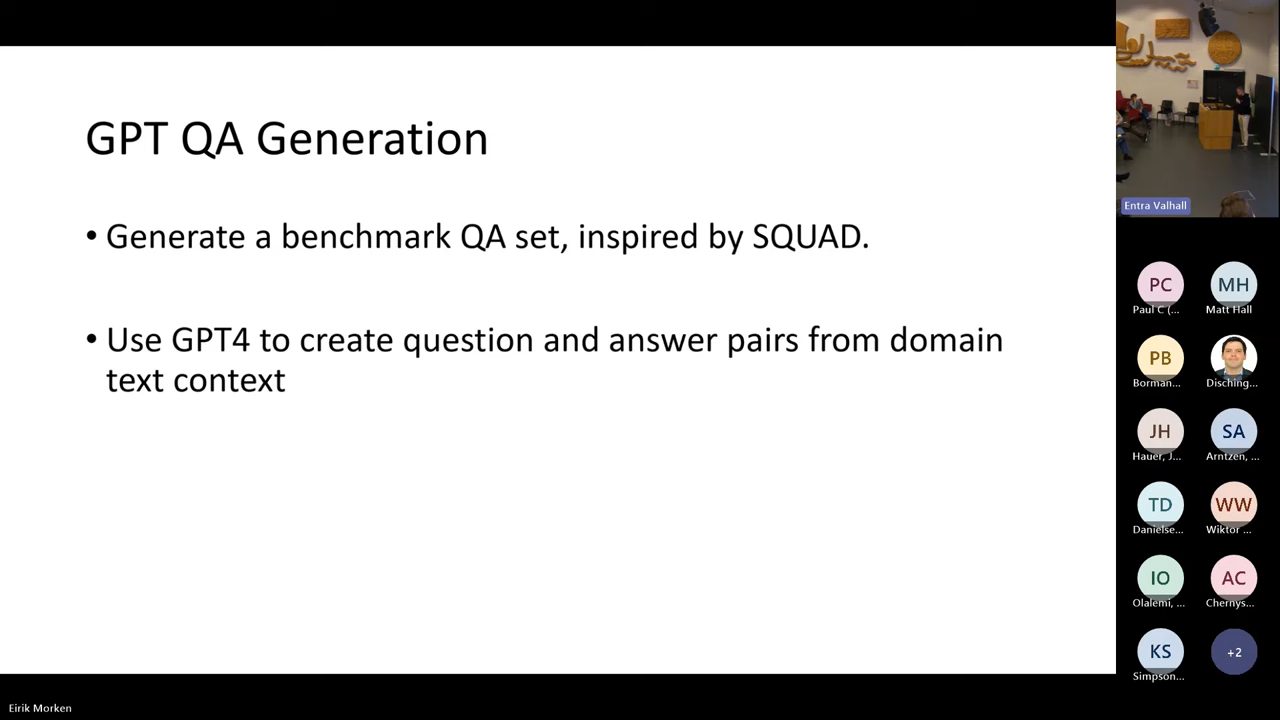 GPT QA Generation
• Generate a benchmark QA set, inspired by SQUAD.
• Use GPT4 to create question and answer pairs from domain
text context
Entra Valhall
PC
Paul C (...
MH
Matt Hall
PB
Borman...
Disching...
JH
Hauer, J...
SA
Arntzen, ...
TD
Danielse...
WW
Wiktor ...
IO
Olalemi, ...
AC
Chernys...
KS
Simpson...
+2
Eirik Morken